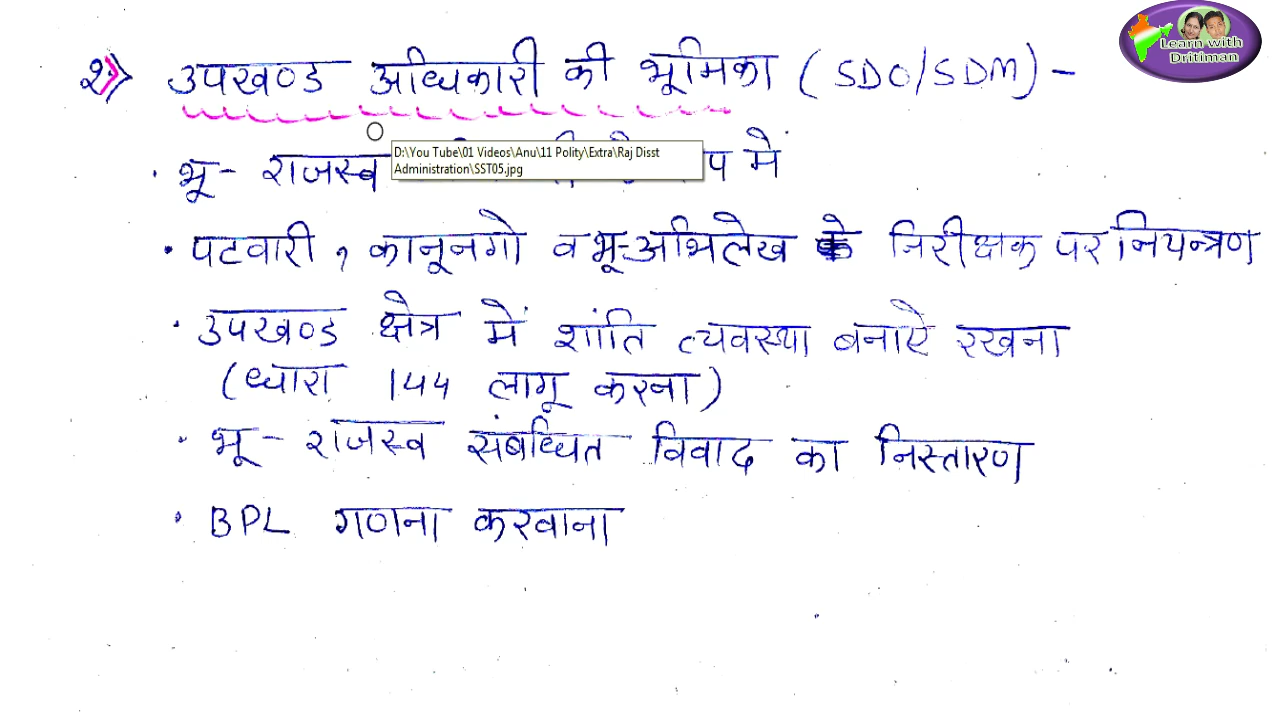 Learn with
Dritiman
2) उपखण्ड अधिकारी की भूमिका (SDO/SDM) -
D:\You Tube\01 Videos\Anu\11 Polity\Extra\Raj Disst
Administration\SST05.jpg
· भू - राजस्व में
· पटवारी, कानूनगो व भू-अभिलेख के निरीक्षक पर नियन्त्रण
· उपखण्ड क्षेत्र में शांति व्यवस्था बनाऐ रखना
(धारा 144 लागू करना)
· भू - राजस्व संबधित विवाद का निस्तारण
· BPL गणना करवाना